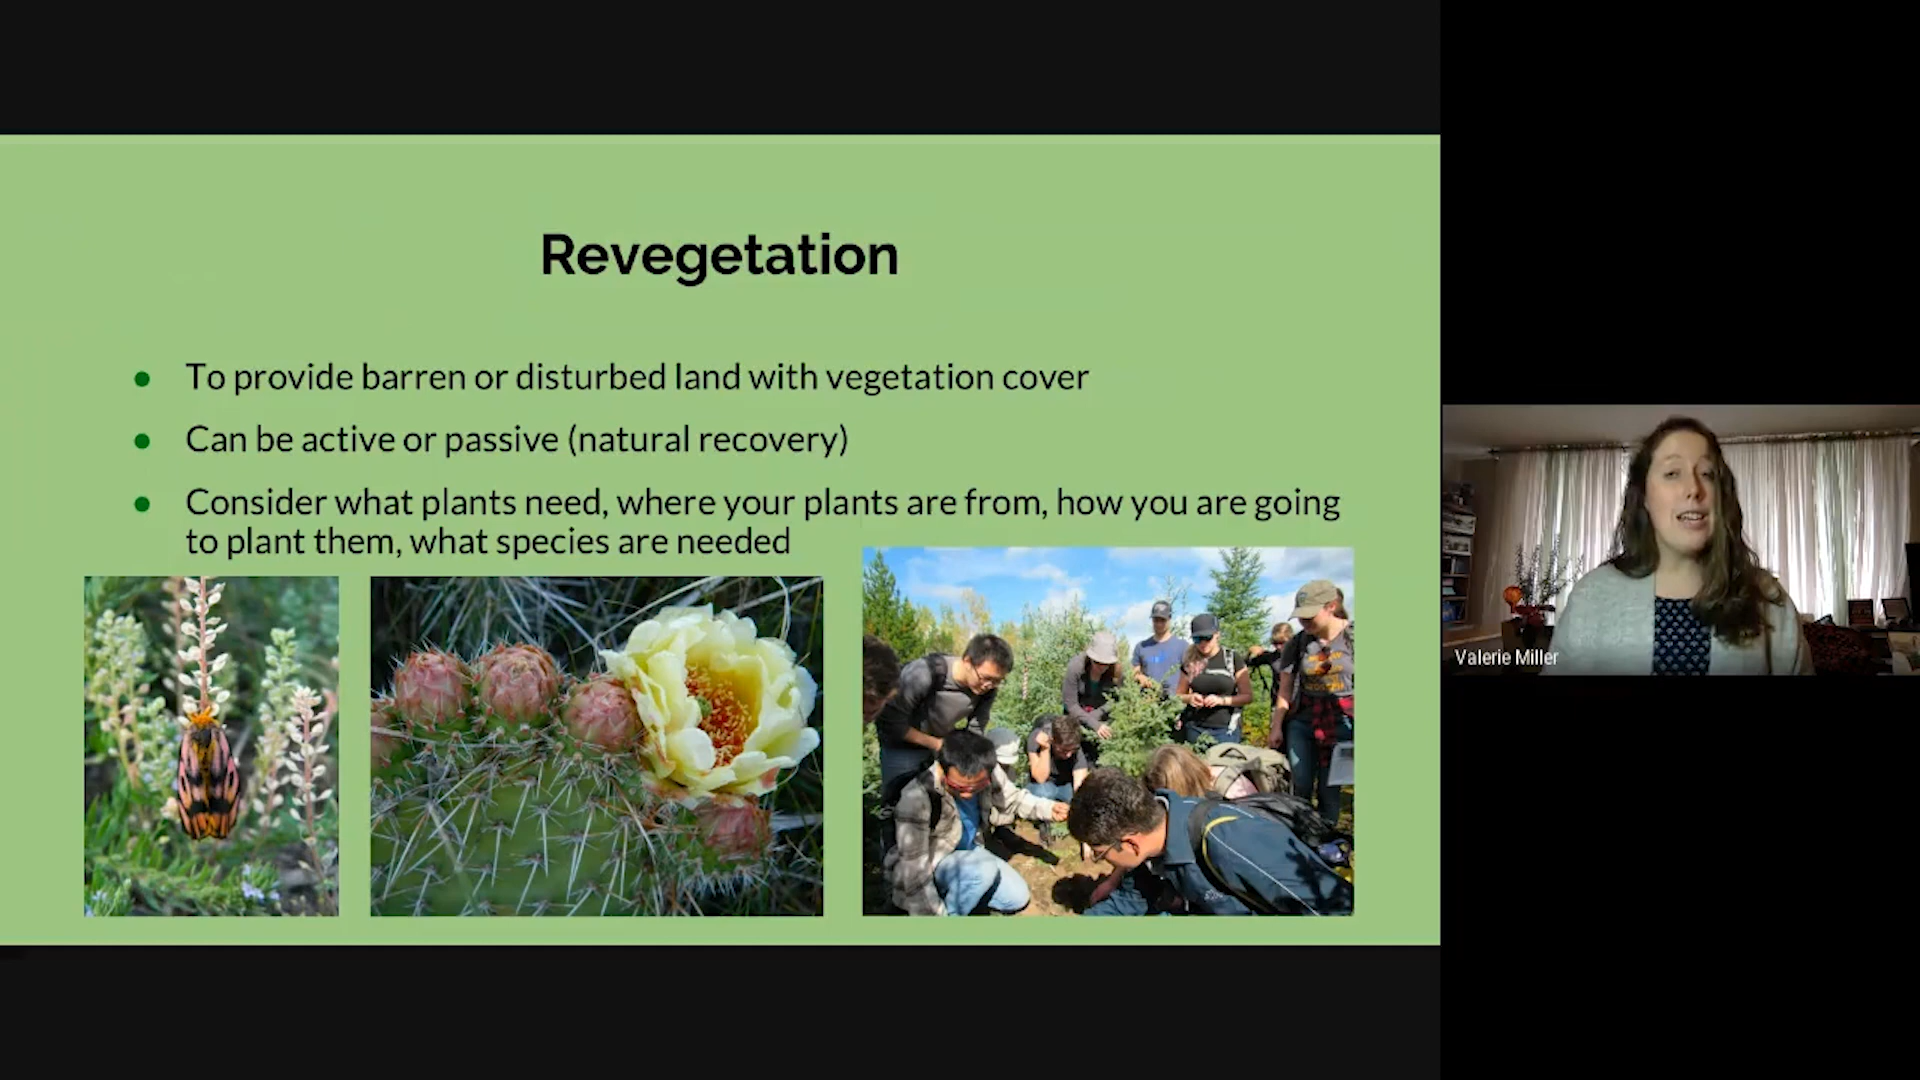 Revegetation
To provide barren or disturbed land with vegetation cover
Can be active or passive (natural recovery)
Consider what plants need, where your plants are from, how you are going
to plant them, what species are needed
Valerie Miller